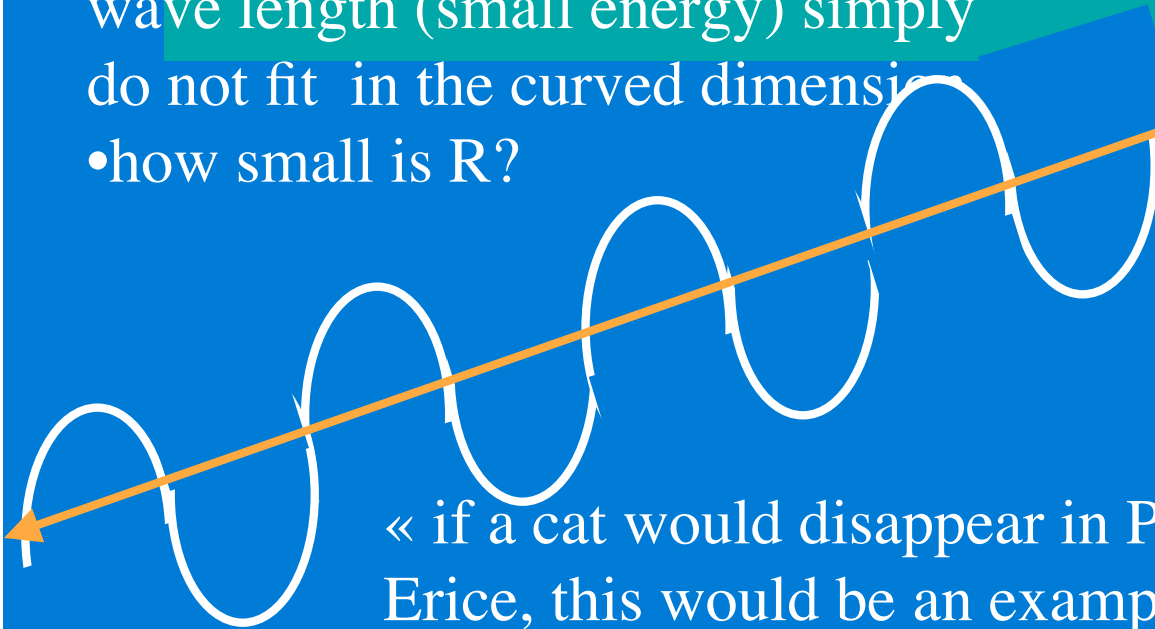 wave length (small energy) simply
do not fit in the curved dimension
•how small is R?
« if a cat would disappear in P
Erice, this would be an examp